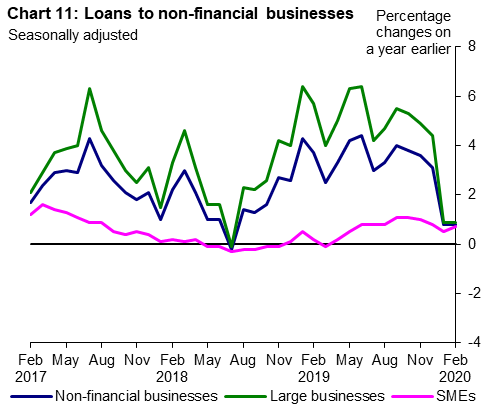 Chart 11: Loans to non-financial businesses
Seasonally adjusted
Percentage
changes on
a year earlier
8
6
4
2
0
-2
-4
Feb May Aug Nov Feb May Aug Nov Feb May Aug Nov Feb
2017 2018 2019 2020
Non-financial businesses Large businesses SMEs